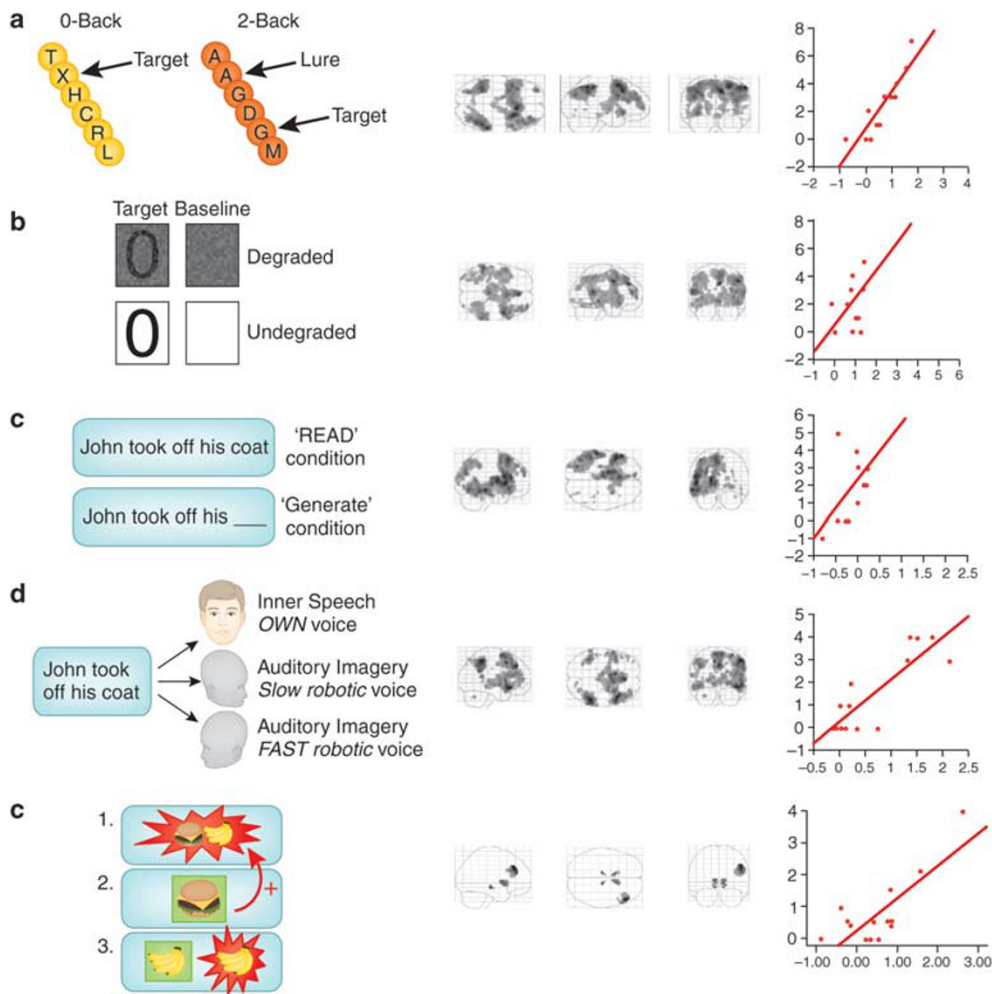 a
0-Back
2-Back
T
X
H
C
R
L
Target
A
A
G
D
G
M
Lure
Target
8
6
4
2
0
−2
−2 −1 −0 1 2 3 4
b
Target Baseline
0
Degraded
0
Undegraded
8
6
4
2
0
−2
−1 0 1 2 3 4 5 6
c
John took off his coat
‘READ’
condition
John took off his ___
‘Generate’
condition
6
5
4
3
2
1
0
−1
−2
−1 −0.5 0 0.5 1 1.5 2 2.5
d
John took
off his coat
Inner Speech
OWN voice
Auditory Imagery
Slow robotic voice
Auditory Imagery
FAST robotic voice
5
4
3
2
1
0
−1
−0.5 0 0.5 1 1.5 2 2.5
c
1.
2.
+
3.
4
3
2
1
0
−1.00 0.00 1.00 2.00 3.00